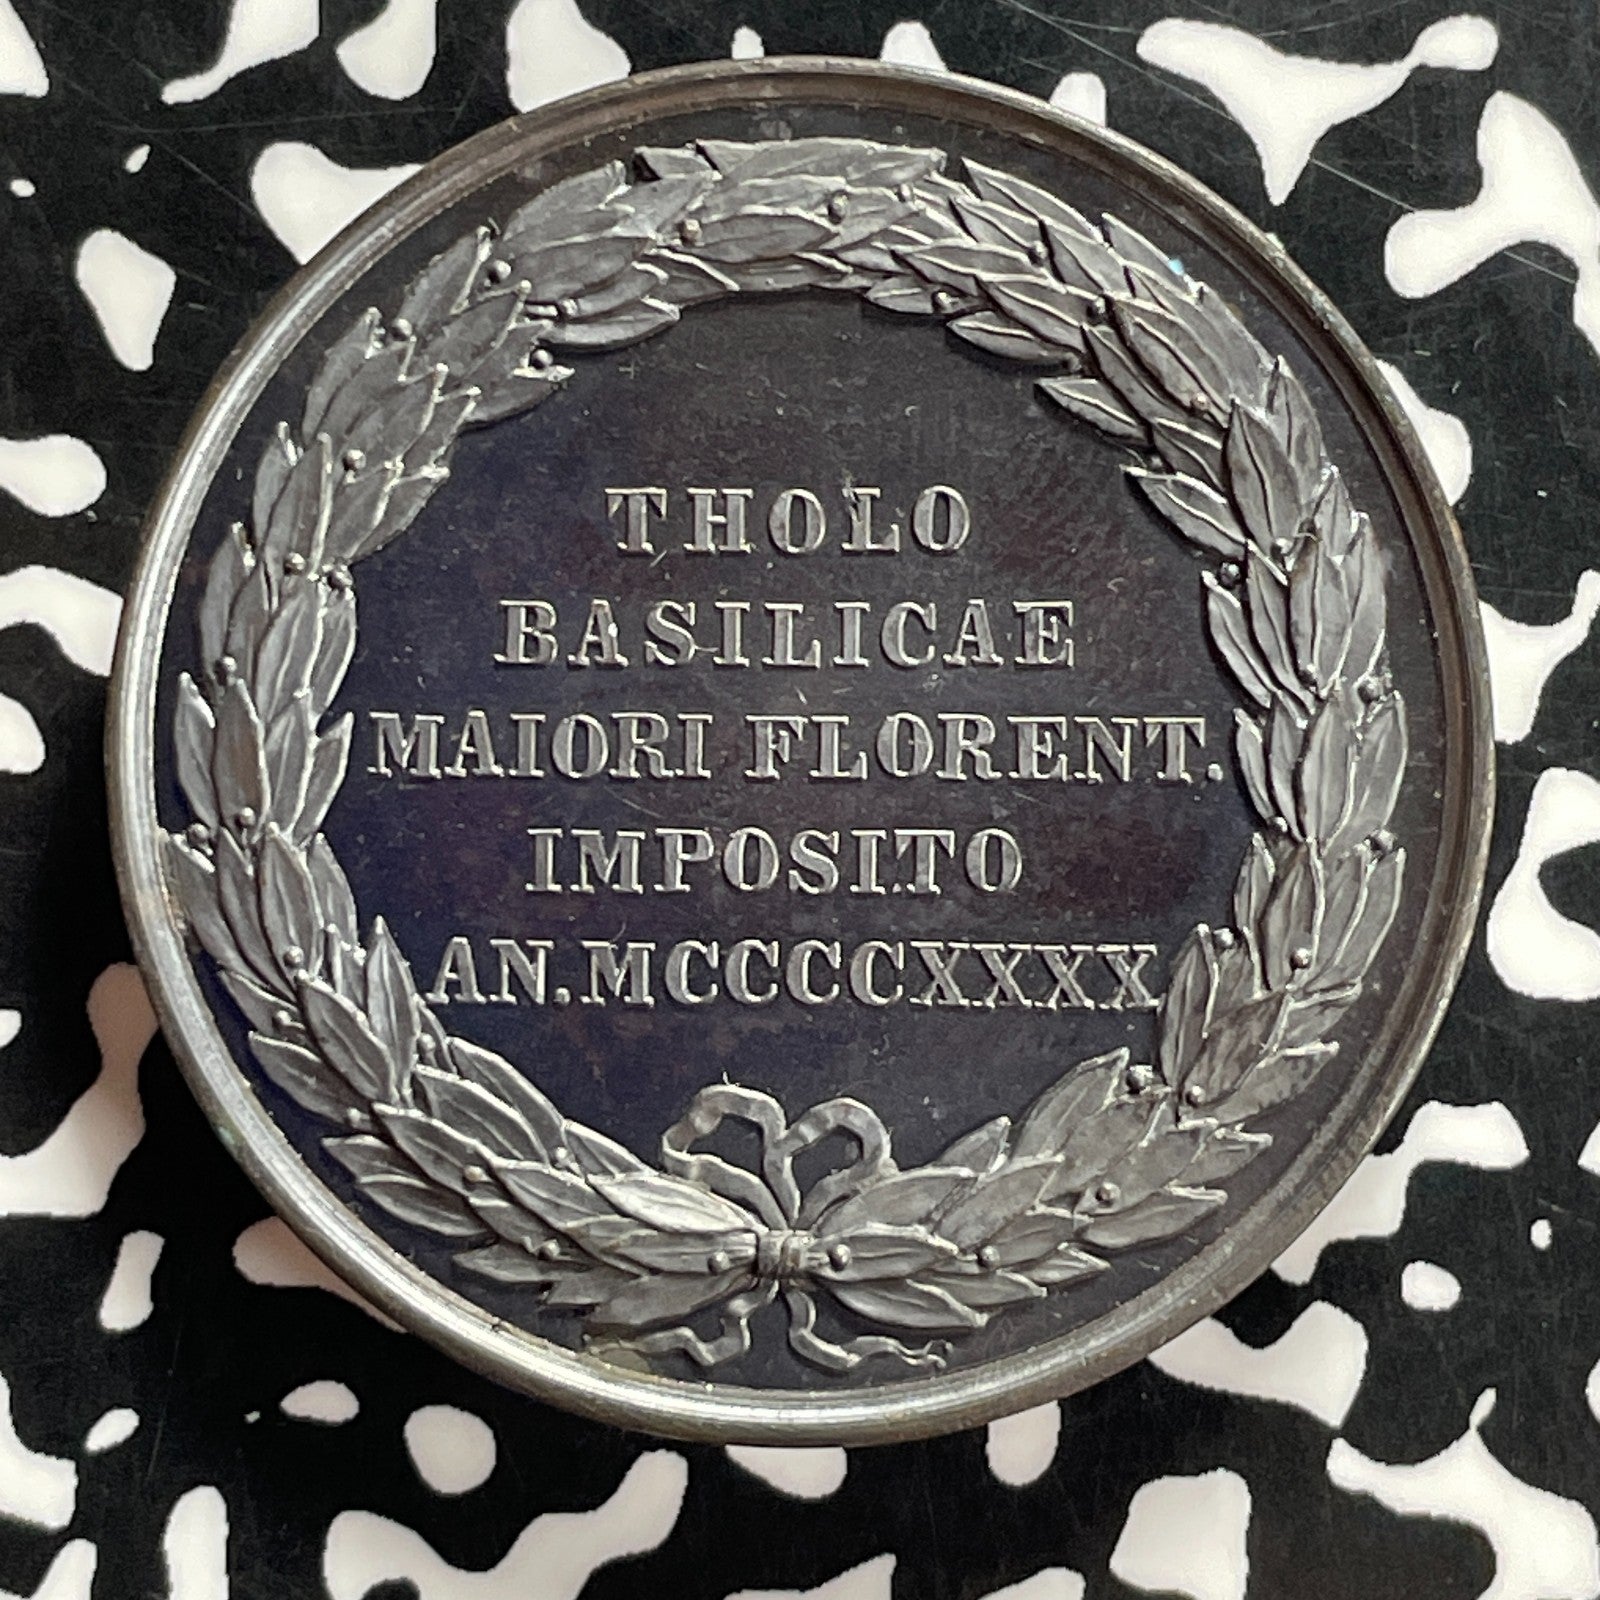 THOLO
BASILICAE
MAIORI FLORENT.
IMPOSITO
AN.MCCCCXXXX